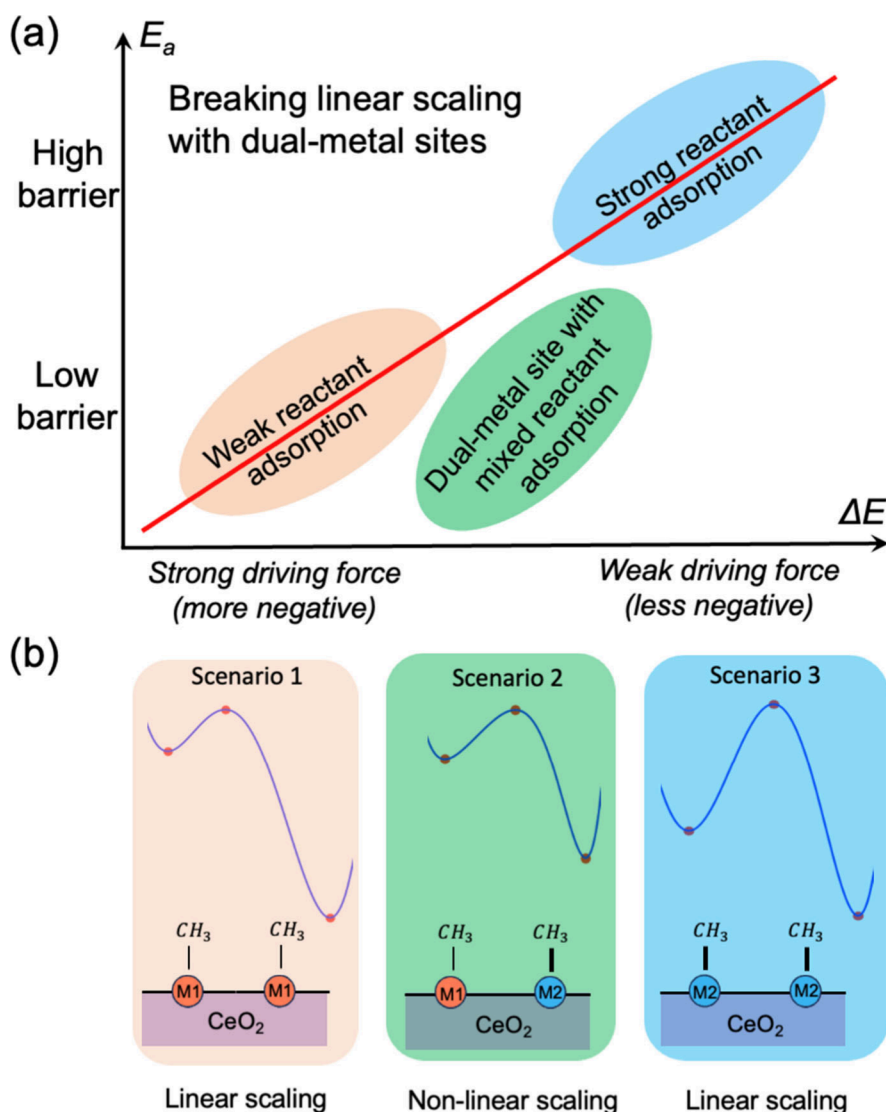 (a)
E_a
Breaking linear scaling
with dual-metal sites
High
barrier
Strong reactant
adsorption
Low
barrier
Weak reactant
adsorption
Dual-metal site with
mixed reactant
adsorption
ΔE
Strong driving force
(more negative)
Weak driving force
(less negative)
(b)
Scenario 1
Scenario 2
Scenario 3
CH₃ CH₃
CH₃ CH₃
CH₃ CH₃
M1 M1
M1 M2
M2 M2
CeO₂
CeO₂
CeO₂
Linear scaling
Non-linear scaling
Linear scaling